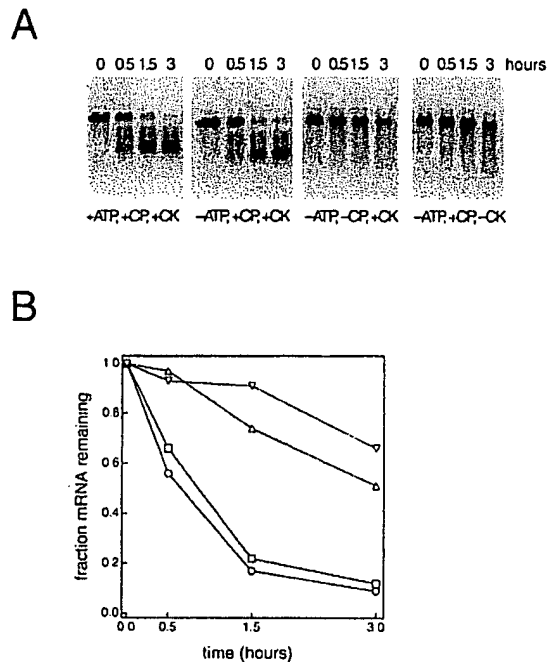 A
0 0.5 1.5 3 0 0.5 1.5 3 0 0.5 1.5 3 0 0.5 1.5 3 hours
+ATP, +CP, +CK −ATP, +CP, +CK −ATP, −CP, +CK −ATP, +CP, −CK
B
fraction mRNA remaining
1.0
0.8
0.6
0.4
0.2
0.0
0.0 0.5 1.5 3.0
time (hours)